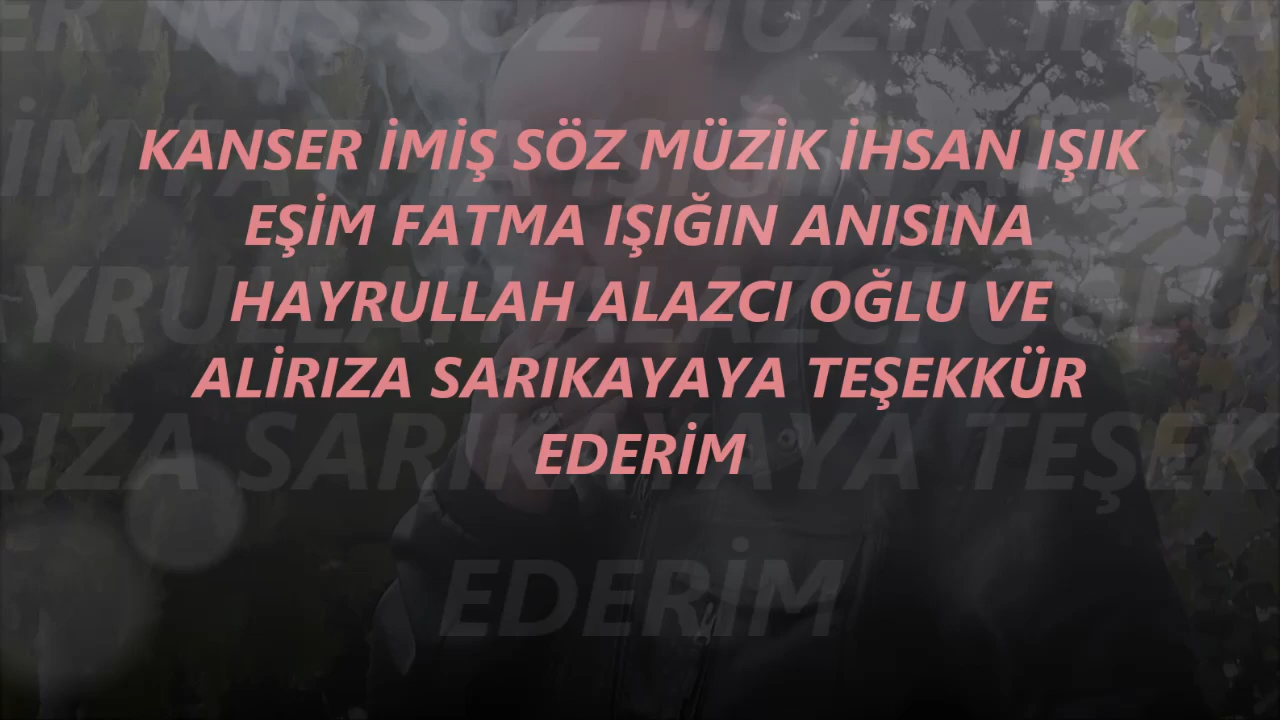 KANSER İMİŞ SÖZ MÜZİK İHSAN IŞIK
EŞİM FATMA IŞIĞIN ANISINA
HAYRULLAH ALAZCI OĞLU VE
ALİRIZA SARIKAYAYA TEŞEKKÜR
EDERİM